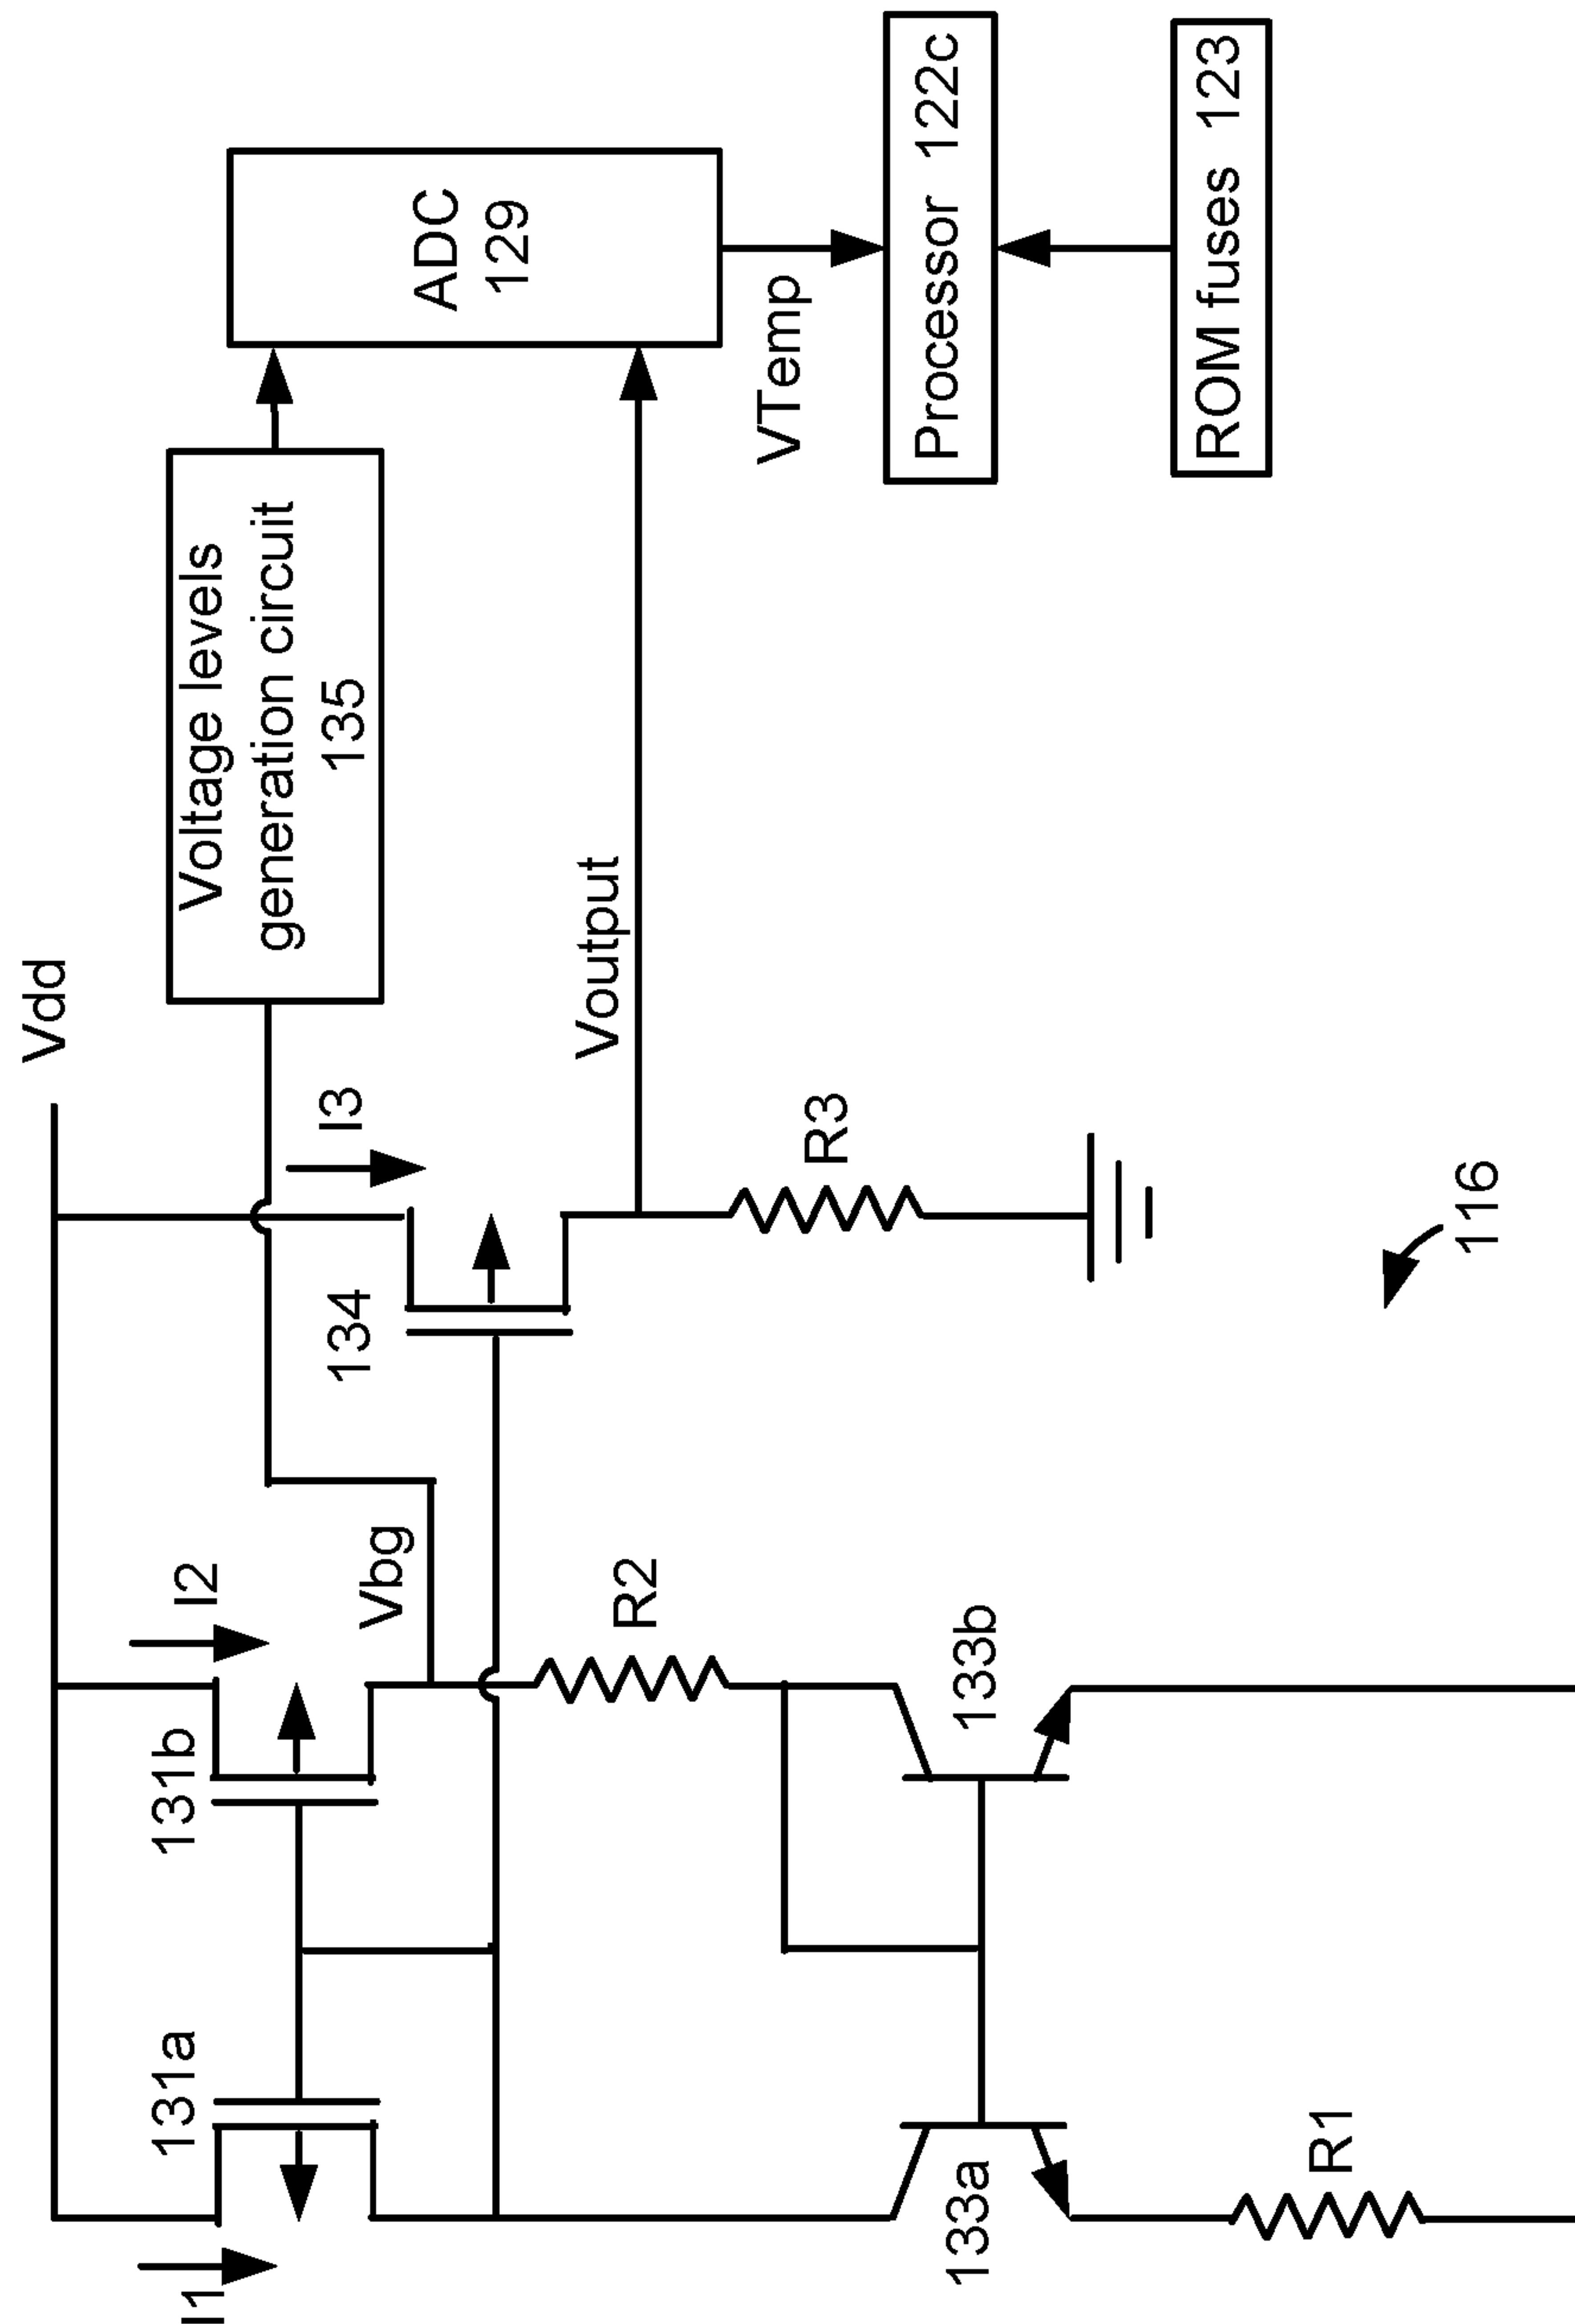 Vdd
I1
131a
131b
I2
Vbg
I3
134
Voltage levels
generation circuit
135
ADC
129
Voutput
VTemp
R2
R3
133a
133b
R1
Processor 122c
ROM fuses 123
116